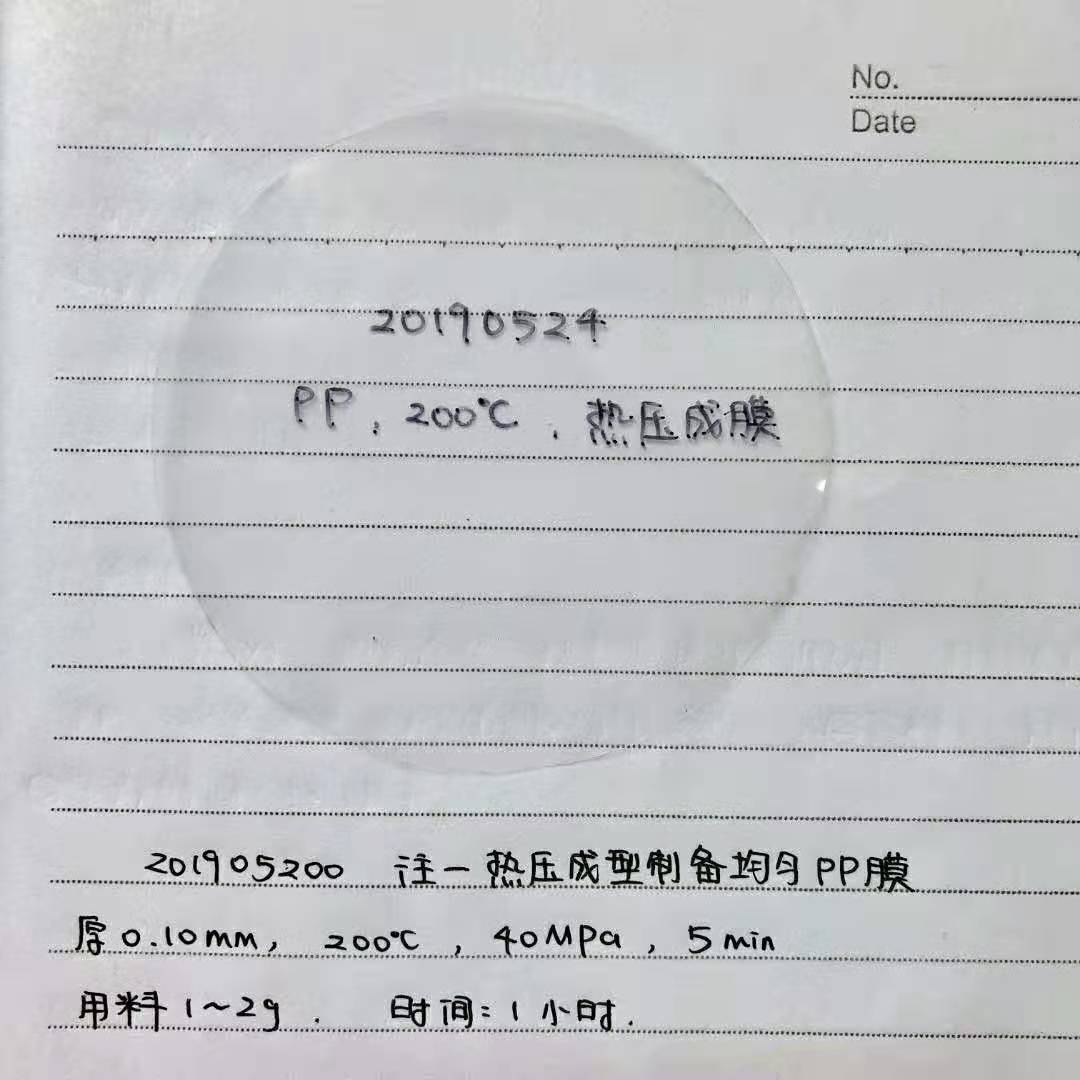 No.
Date
20190524
PP, 200℃, 热压成膜
201905200 注一热压成型制备均匀PP膜
厚0.10mm, 200℃, 40MPa, 5min
用料1~2g. 时间:1小时.